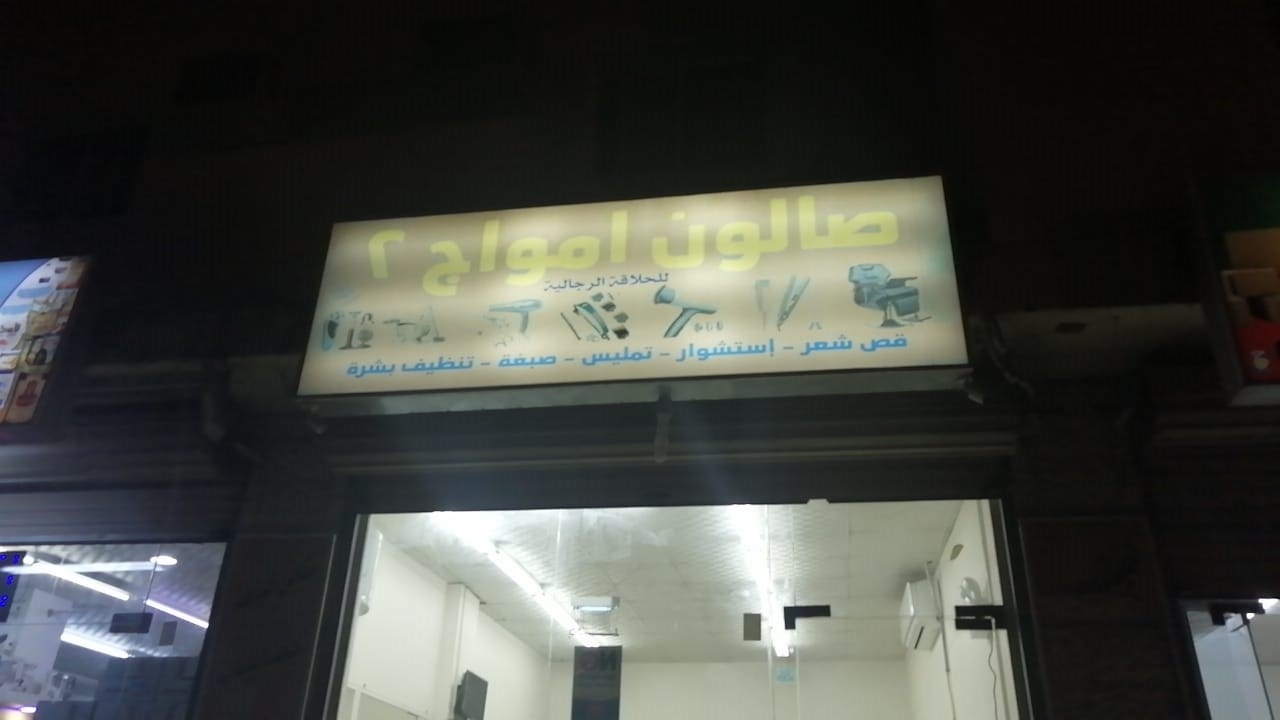 صالون امواج ٢
للحلاقة الرجالية
قص شعر - إستشوار - تمليس - صبغة - تنظيف بشرة